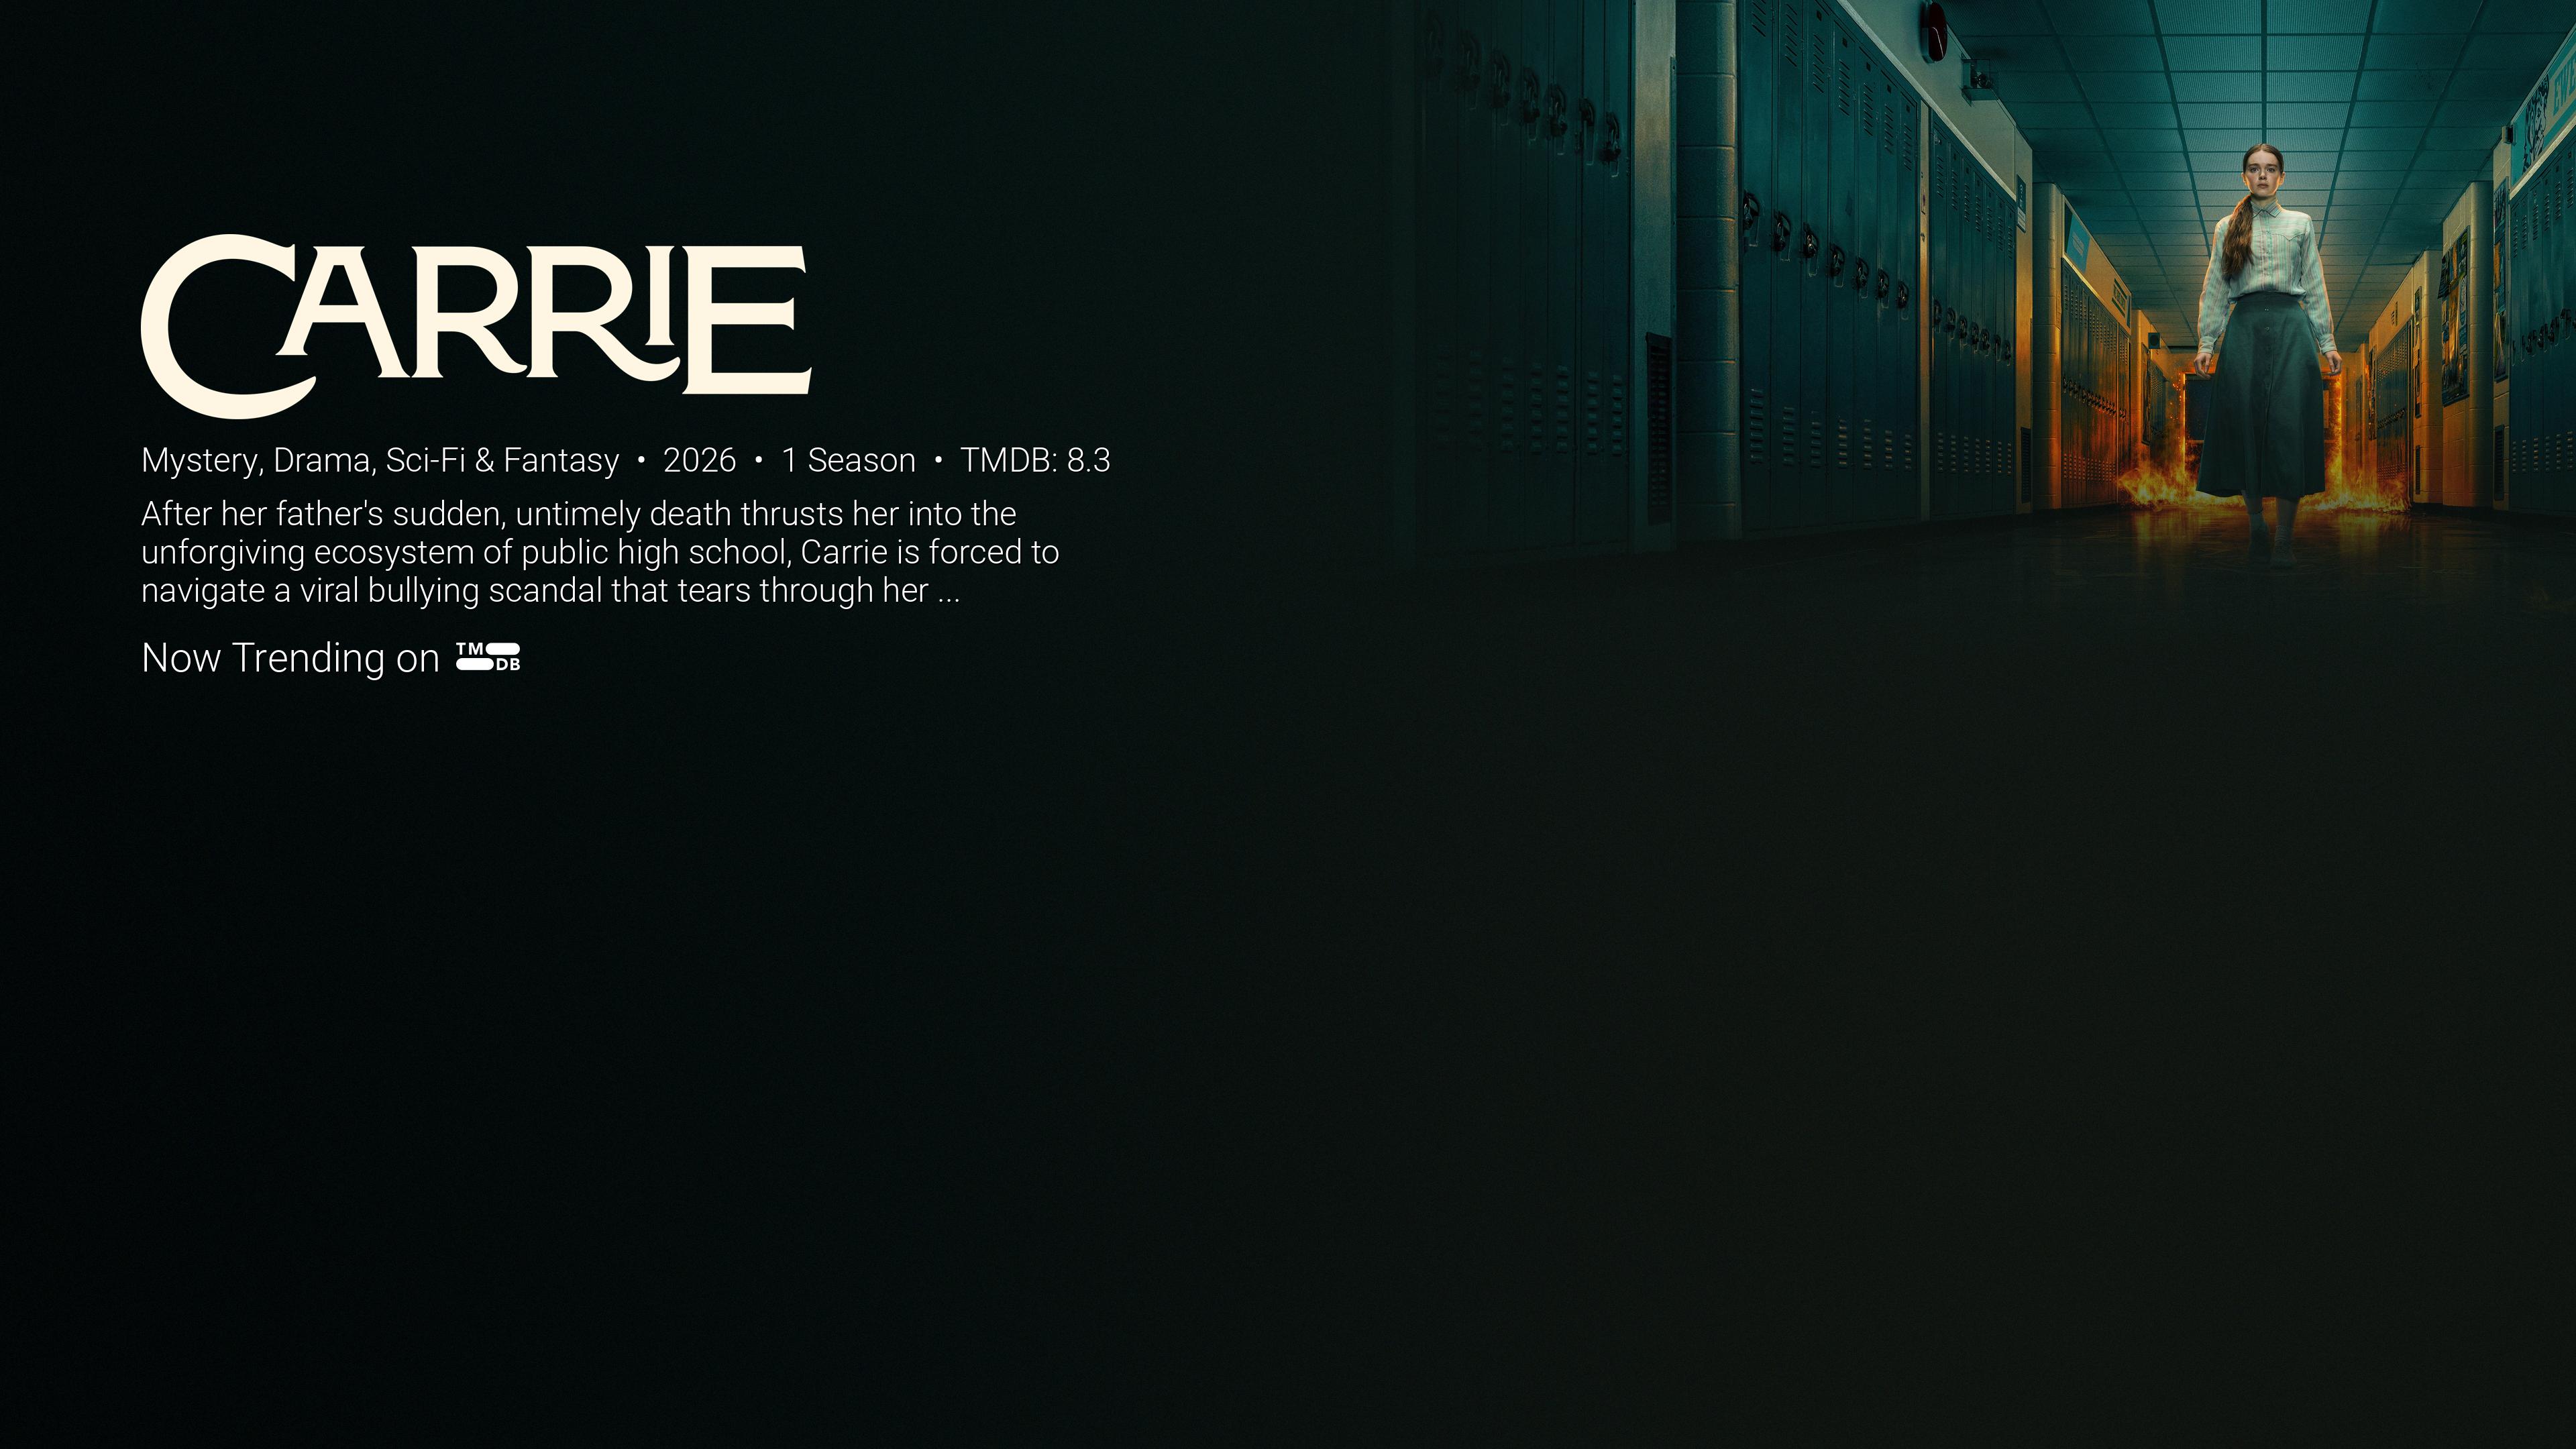 CARRIE
Mystery, Drama, Sci-Fi & Fantasy • 2026 • 1 Season • TMDB: 8.3
After her father's sudden, untimely death thrusts her into the
unforgiving ecosystem of public high school, Carrie is forced to
navigate a viral bullying scandal that tears through her ...
Now Trending on TMDB